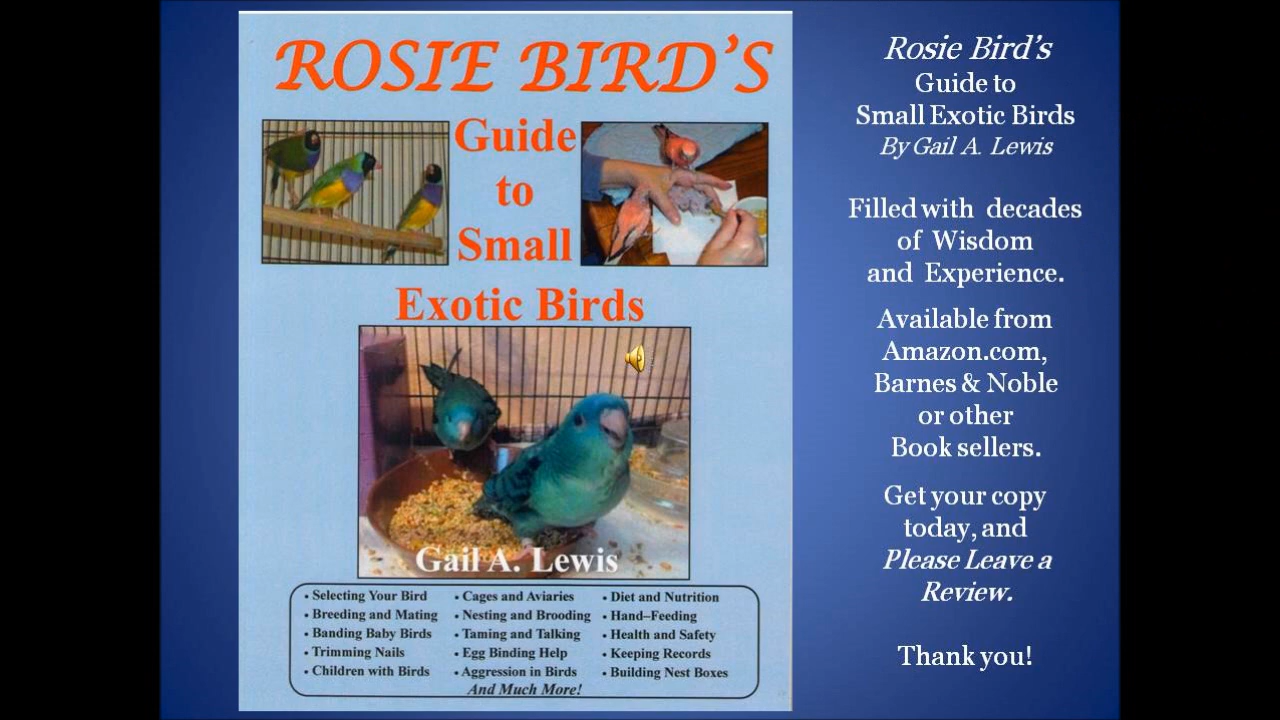 ROSIE BIRD'S
Guide
to
Small
Exotic Birds
Gail A. Lewis
• Selecting Your Bird
• Breeding and Mating
• Banding Baby Birds
• Trimming Nails
• Children with Birds
• Cages and Aviaries
• Nesting and Brooding
• Taming and Talking
• Egg Binding Help
• Aggression in Birds
• Diet and Nutrition
• Hand–Feeding
• Health and Safety
• Keeping Records
• Building Nest Boxes
And Much More!
Rosie Bird's
Guide to
Small Exotic Birds
By Gail A. Lewis
Filled with decades
of Wisdom
and Experience.
Available from
Amazon.com,
Barnes & Noble
or other
Book sellers.
Get your copy
today, and
Please Leave a
Review.
Thank you!